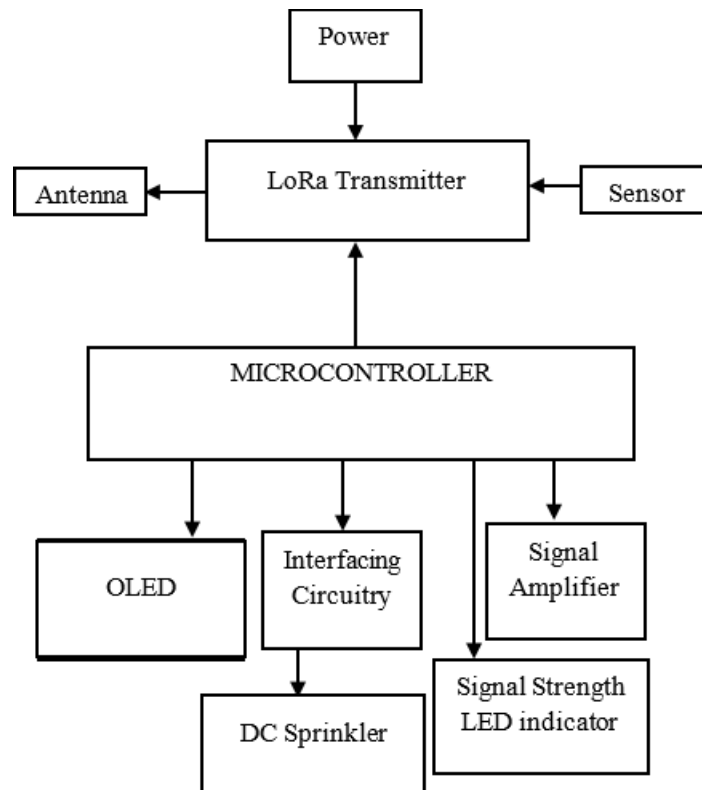 Power
LoRa Transmitter
Antenna
Sensor
MICROCONTROLLER
OLED
Interfacing
Circuitry
Signal
Amplifier
DC Sprinkler
Signal Strength
LED indicator